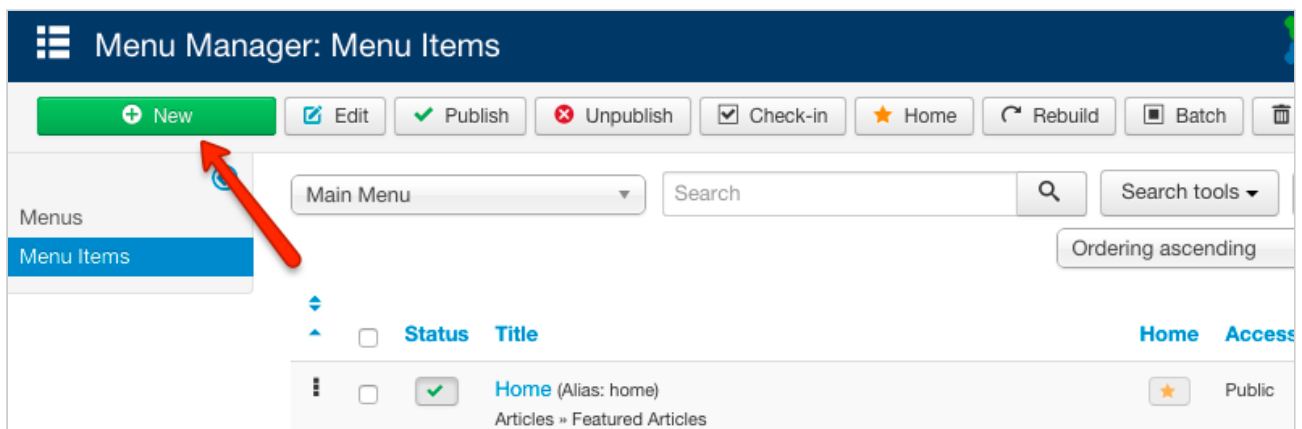 Menu Manager: Menu Items
New Edit Publish Unpublish Check-in Home Rebuild Batch
Main Menu Search Search tools
Menus
Menu Items
Ordering ascending
Status Title Home Access
Home (Alias: home) Public
Articles » Featured Articles